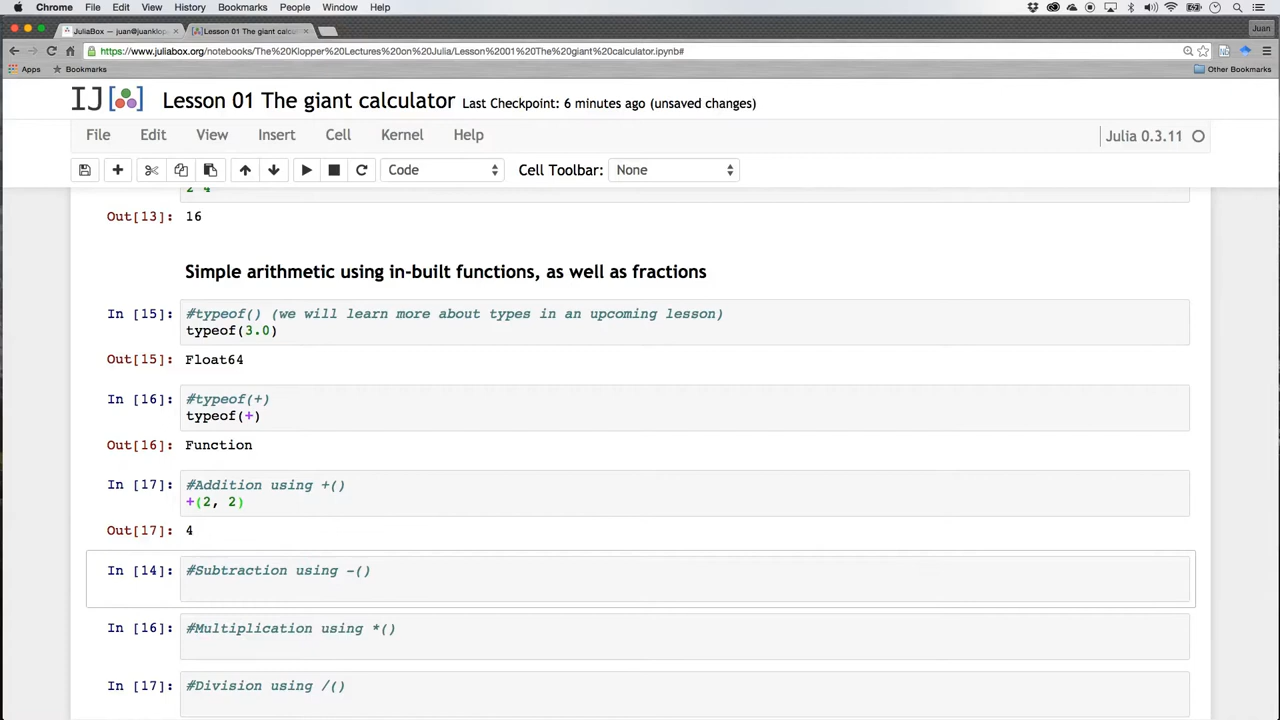 Chrome File Edit View History Bookmarks People Window Help
JuliaBox — juan@juanklop
Lesson 01 The giant calcul
Juan
https://www.juliabox.org/notebooks/The%20Klopper%20Lectures%20on%20Julia/Lesson%2001%20The%20giant%20calculator.ipynb#
Apps Bookmarks Other Bookmarks
IJ[ ] Lesson 01 The giant calculator Last Checkpoint: 6 minutes ago (unsaved changes)
File Edit View Insert Cell Kernel Help Julia 0.3.11
Code Cell Toolbar: None
2^4
Out[13]: 16
Simple arithmetic using in-built functions, as well as fractions
In [15]: #typeof() (we will learn more about types in an upcoming lesson)
typeof(3.0)
Out[15]: Float64
In [16]: #typeof(+)
typeof(+)
Out[16]: Function
In [17]: #Addition using +()
+(2, 2)
Out[17]: 4
In [14]: #Subtraction using -()
In [16]: #Multiplication using *()
In [17]: #Division using /()